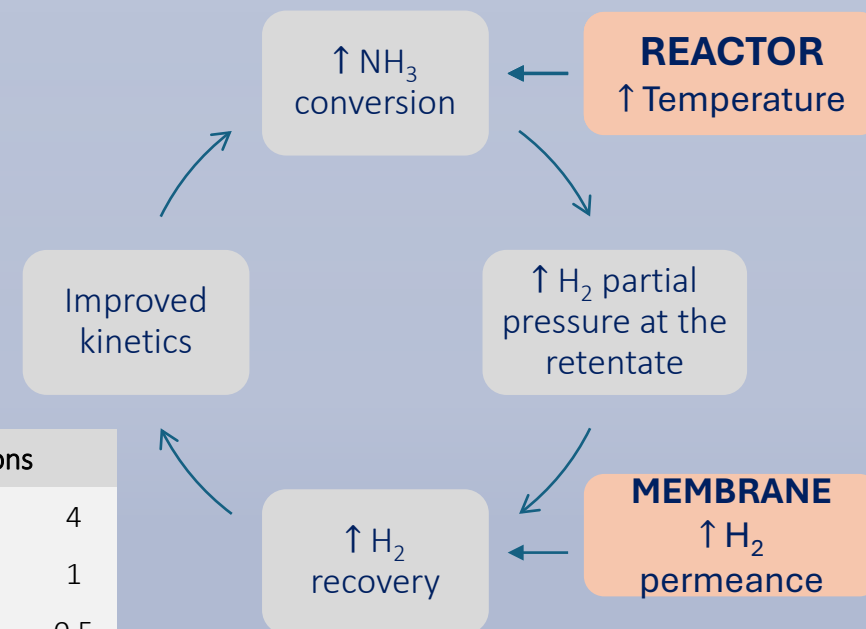 ↑ NH₃
conversion
REACTOR
↑ Temperature
↑ H₂ partial
pressure at the
retentate
MEMBRANE
↑ H₂
permeance
↑ H₂
recovery
Improved
kinetics
4
1